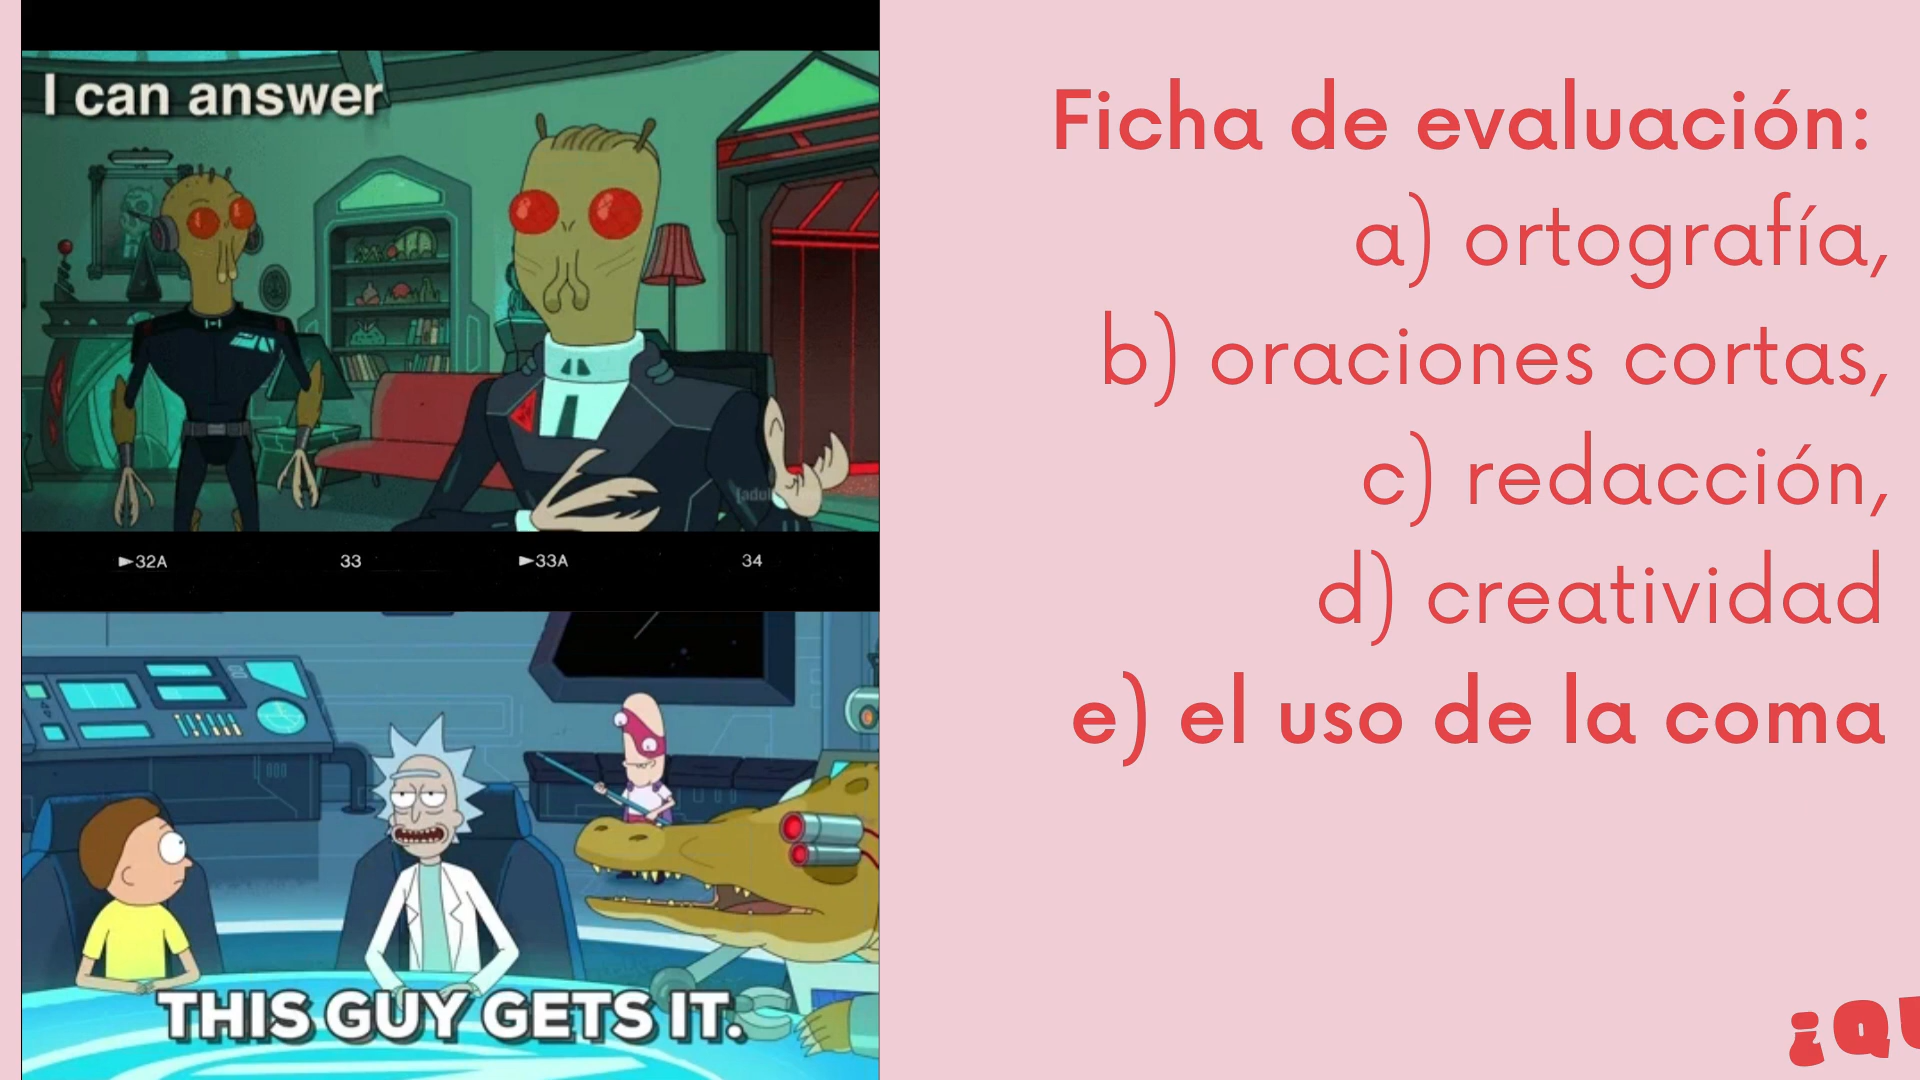 I can answer
►32A 33 ►33A 34
THIS GUY GETS IT.
Ficha de evaluación:
a) ortografía,
b) oraciones cortas,
c) redacción,
d) creatividad
e) el uso de la coma